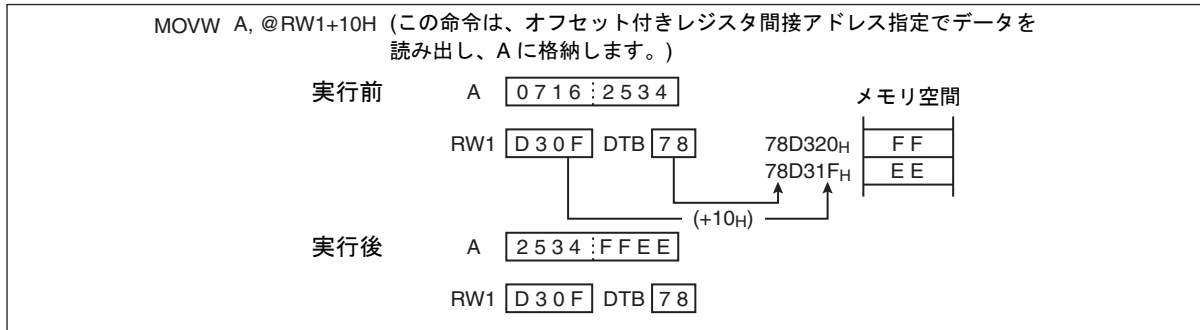 MOVW A, @RW1+10H (この命令は、オフセット付きレジスタ間接アドレス指定でデータを
読み出し、A に格納します。)
実行前 A 0716 2534
メモリ空間
RW1 D30F DTB 78 78D320H FF
78D31FH EE
(+10H)
実行後 A 2534 FFEE
RW1 D30F DTB 78